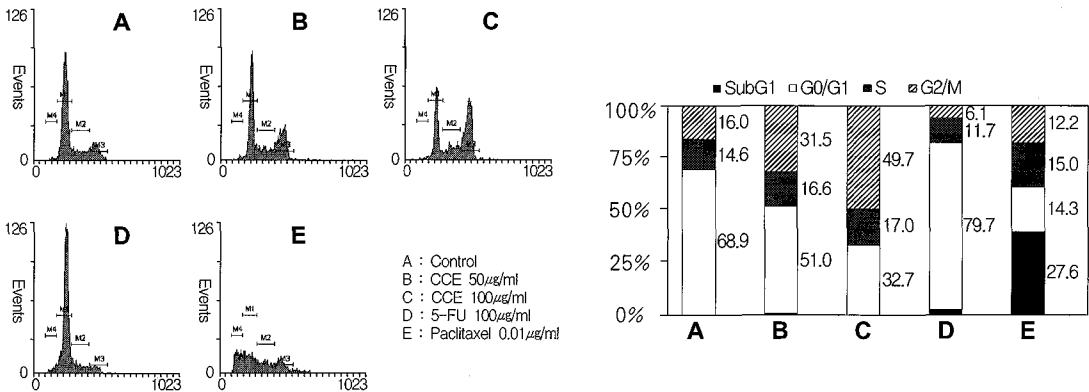 126
A
Events
M4
M1
M2
M3
0
1023
126
B
Events
M4
M1
M2
M3
0
1023
126
C
Events
M4
M1
M2
M3
0
1023
126
D
Events
M4
M2
M3
0
1023
126
E
Events
M4
M1
M2
M3
0
1023
A : Control
B : CCE 50µg/ml
C : CCE 100µg/ml
D : 5-FU 100µg/ml
E : Paclitaxel 0.01µg/ml
SubG1 G0/G1 S G2/M
100%
75%
50%
25%
0%
16.0
14.6
68.9
31.5
16.6
51.0
49.7
17.0
32.7
6.1
11.7
79.7
12.2
15.0
14.3
27.6
A B C D E